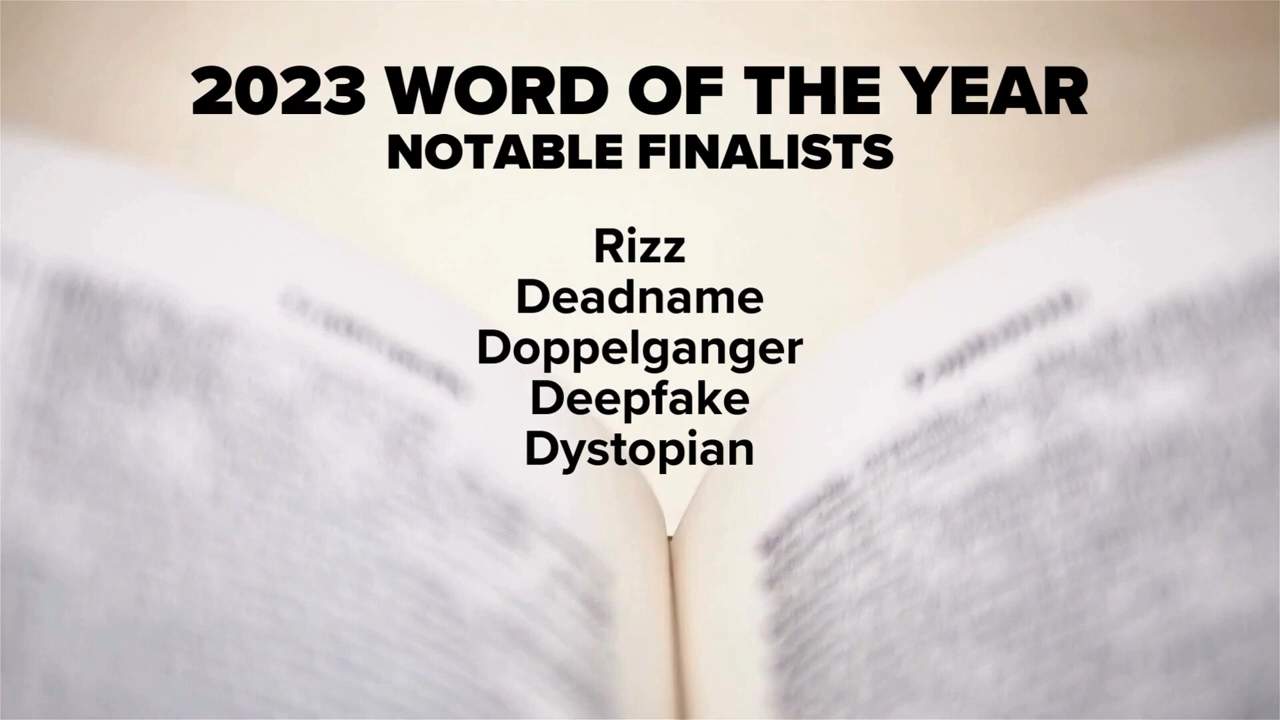 2023 WORD OF THE YEAR
NOTABLE FINALISTS
Rizz
Deadname
Doppelganger
Deepfake
Dystopian